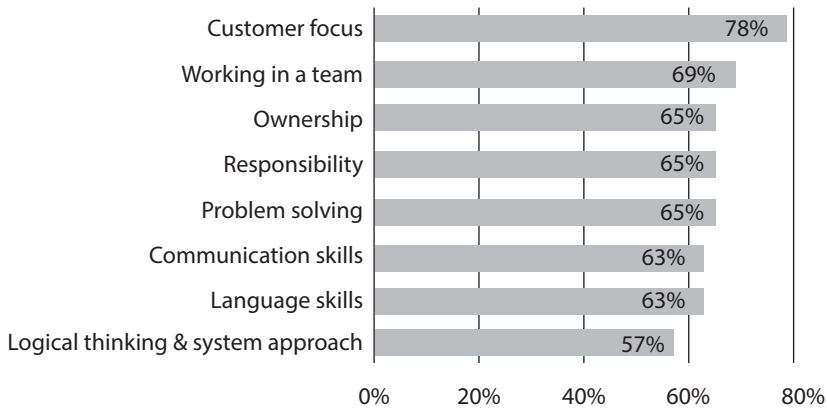 Customer focus 78%
Working in a team 69%
Ownership 65%
Responsibility 65%
Problem solving 65%
Communication skills 63%
Language skills 63%
Logical thinking & system approach 57%
0% 20% 40% 60% 80%